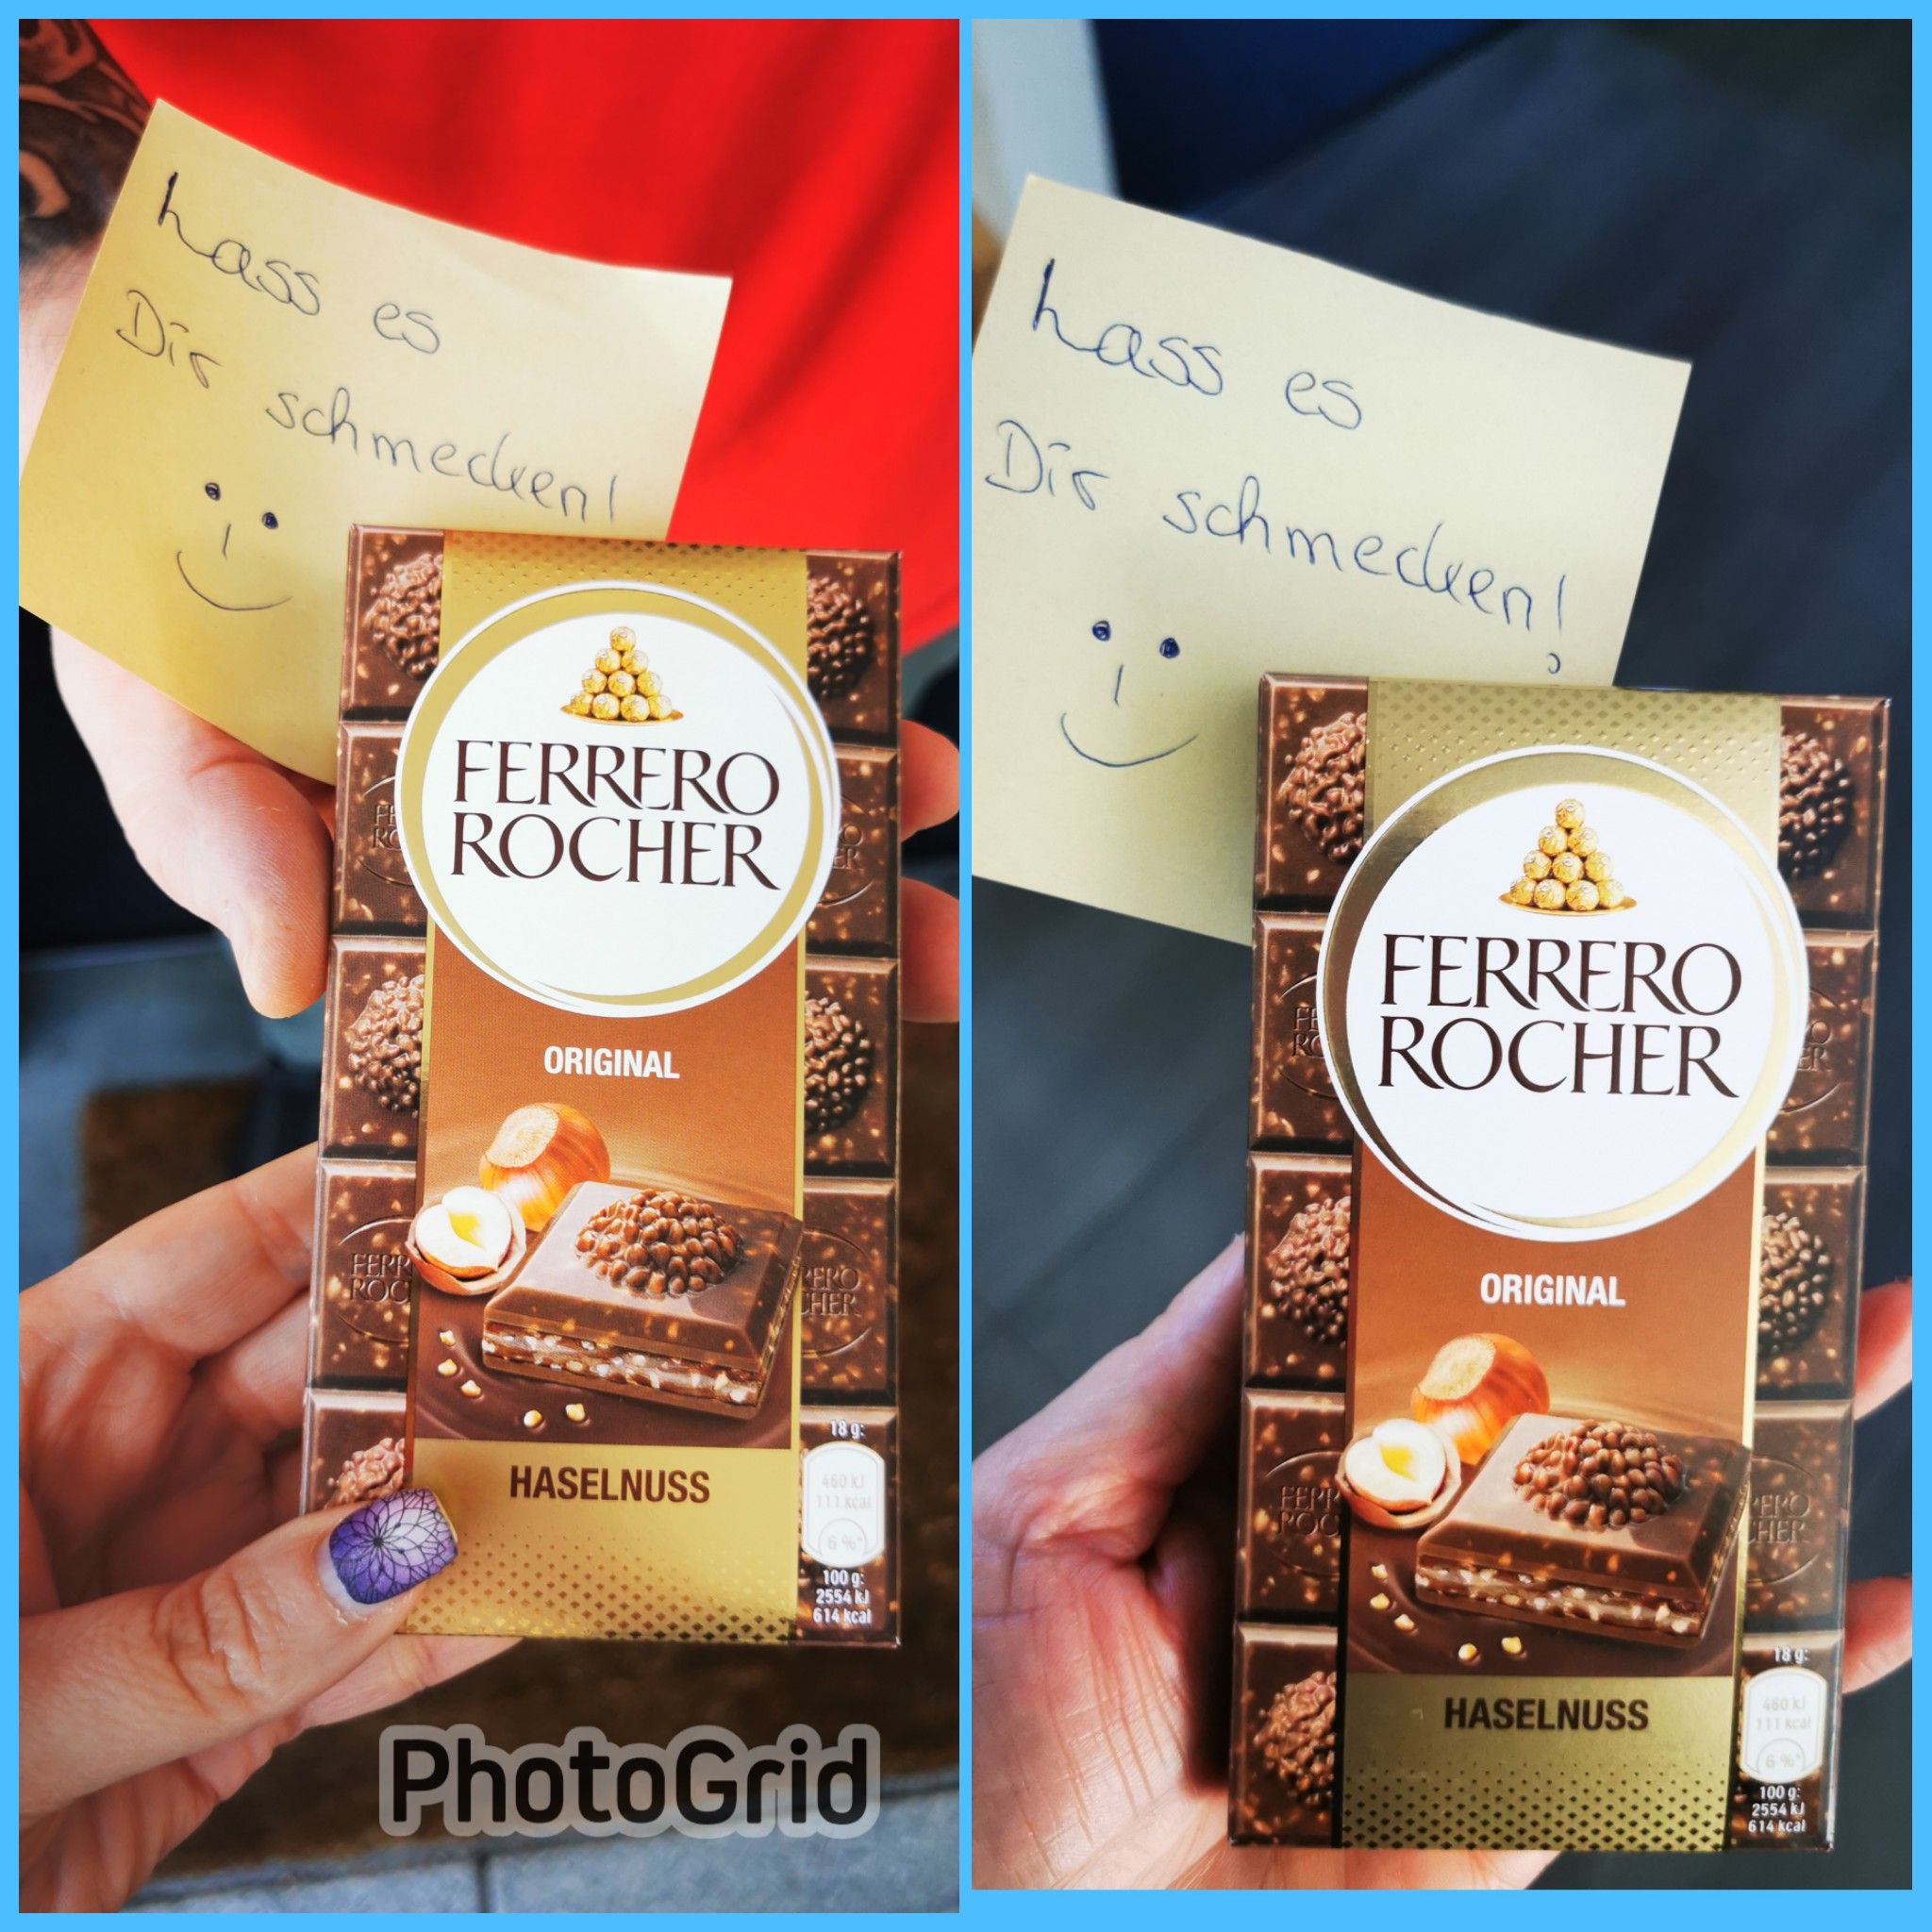 Lass es
Dir schmecken!
FERRERO
ROCHER
ORIGINAL
HASELNUSS
18 g:
460 kJ
111 kcal
6 %*
100 g:
2554 kJ
614 kcal
PhotoGrid
Lass es
Dir schmecken!
FERRERO
ROCHER
ORIGINAL
HASELNUSS
18 g:
460 kJ
111 kcal
6 %*
100 g:
2554 kJ
614 kcal